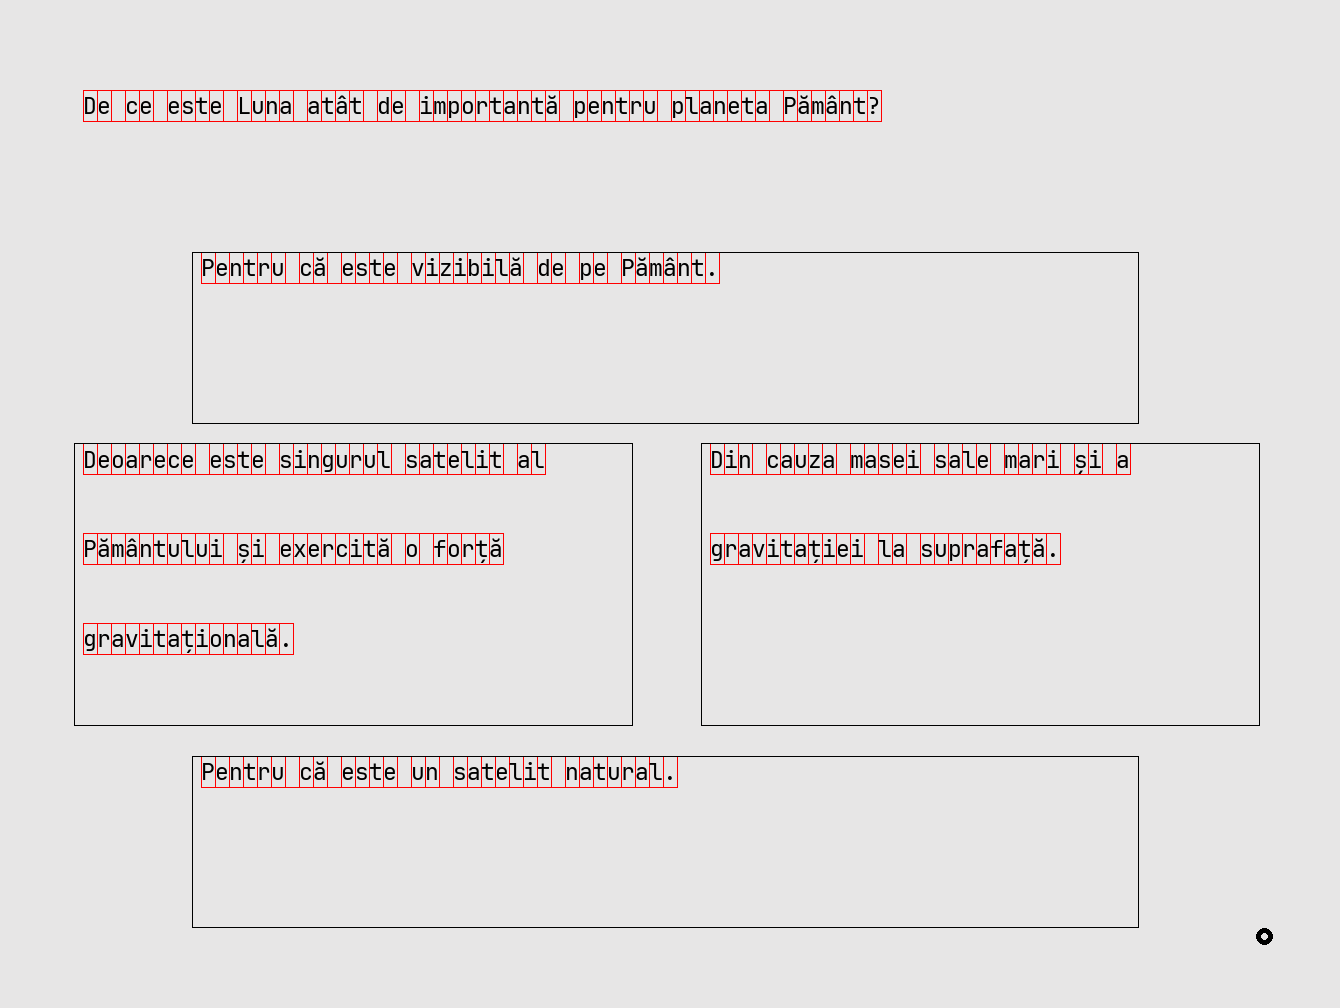 De ce este Luna atât de importantă pentru planeta Pământ?
Pentru că este vizibilă de pe Pământ.
Deoarece este singurul satelit al
Pământului și exercită o forță
gravitațională.
Din cauza masei sale mari și a
gravitației la suprafață.
Pentru că este un satelit natural.